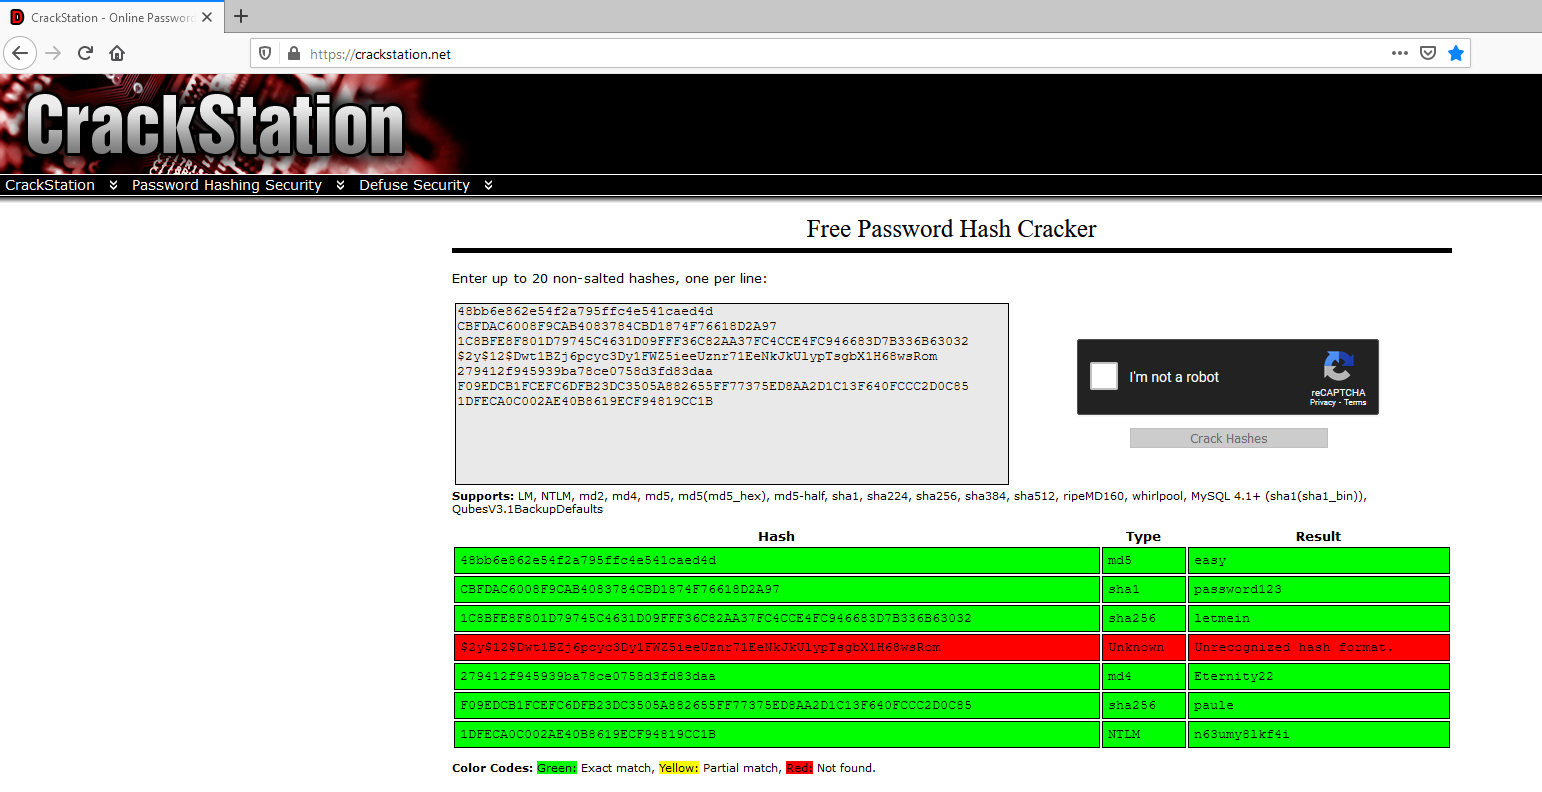 CrackStation - Online Password
https://crackstation.net
CrackStation
CrackStation Password Hashing Security Defuse Security
Free Password Hash Cracker
Enter up to 20 non-salted hashes, one per line:
48bb6e862e54f2a795ffc4e541caed4d
CBFDAC6008F9CAB4083784CBD1874F76618D2A97
1C8BFE8F801D79745C4631D09FFF36C82AA37FC4CCE4FC946683D7B336B63032
$2y$12$Dwt1BZj6pcyc3Dy1FWZ5ieeUznr71EeNkJkUlypTsgbX1H68wsRom
279412f945939ba78ce0758d3fd83daa
F09EDCB1FCEFC6DFB23DC3505A882655FF77375ED8AA2D1C13F640FCCC2D0C85
1DFECA0C002AE40B8619ECF94819CC1B
I'm not a robot
reCAPTCHA
Privacy - Terms
Crack Hashes
Supports: LM, NTLM, md2, md4, md5, md5(md5_hex), md5-half, sha1, sha224, sha256, sha384, sha512, ripeMD160, whirlpool, MySQL 4.1+ (sha1(sha1_bin)),
QubesV3.1BackupDefaults
Hash Type Result
48bb6e862e54f2a795ffc4e541caed4d md5 easy
CBFDAC6008F9CAB4083784CBD1874F76618D2A97 sha1 password123
1C8BFE8F801D79745C4631D09FFF36C82AA37FC4CCE4FC946683D7B336B63032 sha256 letmein
$2y$12$Dwt1BZj6pcyc3Dy1FWZ5ieeUznr71EeNkJkUlypTsgbX1H68wsRom Unknown Unrecognized hash format.
279412f945939ba78ce0758d3fd83daa md4 Eternity22
F09EDCB1FCEFC6DFB23DC3505A882655FF77375ED8AA2D1C13F640FCCC2D0C85 sha256 paule
1DFECA0C002AE40B8619ECF94819CC1B NTLM n63umy8lkf4i
Color Codes: Green: Exact match, Yellow: Partial match, Red: Not found.